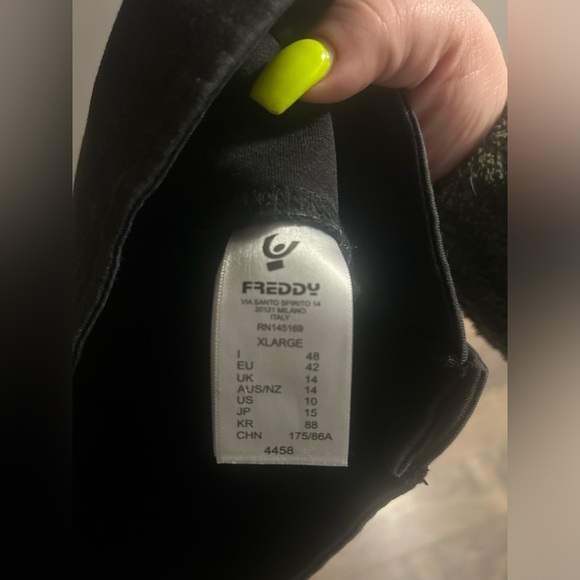 FREDDY
VIA SANTO SPIRITO 14
20121 MILANO
ITALY
RN145169
XLARGE
I 48
EU 42
UK 14
AUS/NZ 14
US 10
JP 15
KR 88
CHN 175/86A
4458